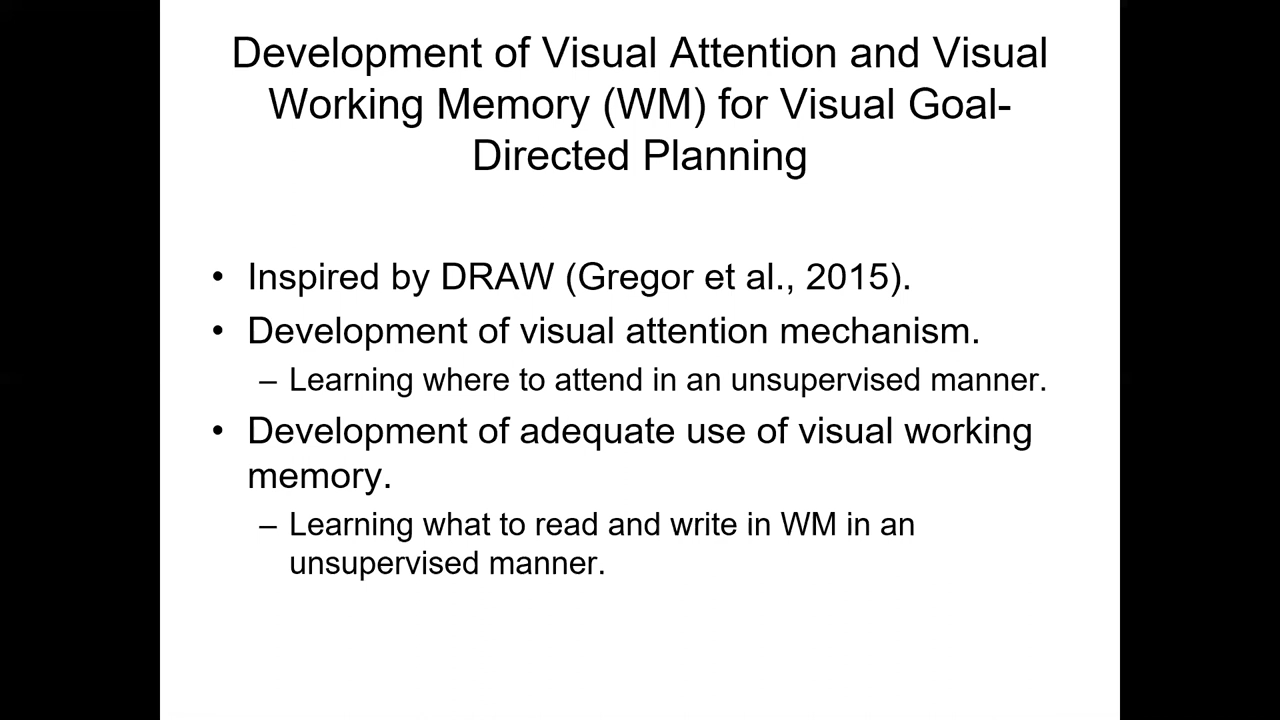 Development of Visual Attention and Visual
Working Memory (WM) for Visual Goal-
Directed Planning
• Inspired by DRAW (Gregor et al., 2015).
• Development of visual attention mechanism.
– Learning where to attend in an unsupervised manner.
• Development of adequate use of visual working
memory.
– Learning what to read and write in WM in an
unsupervised manner.